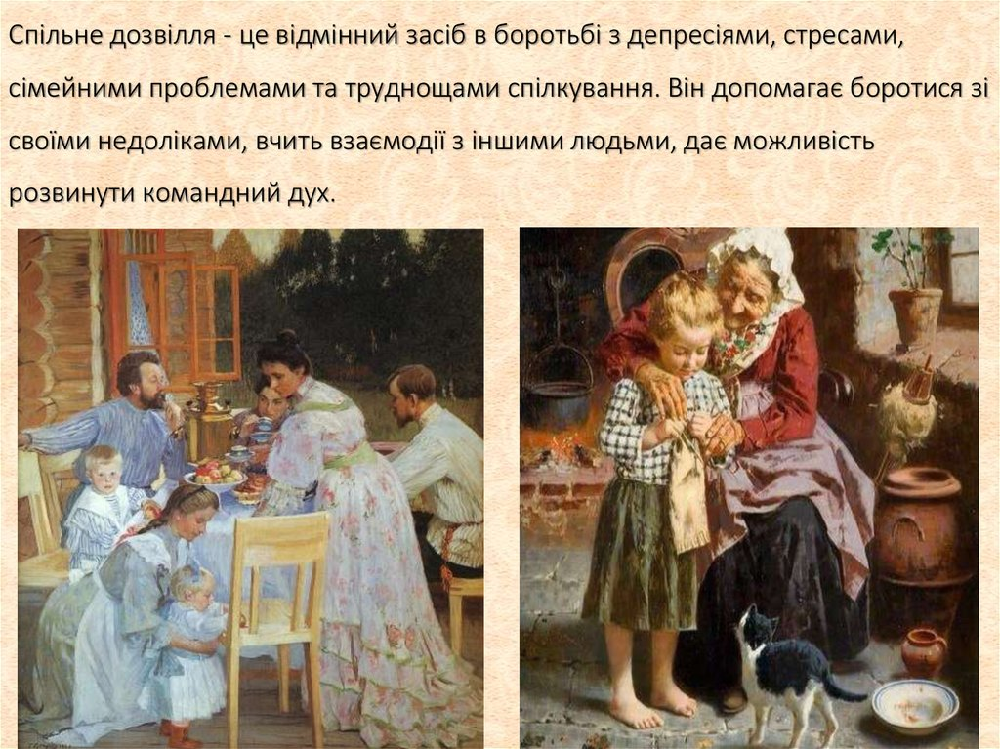 Спільне дозвілля - це відмінний засіб в боротьбі з депресіями, стресами,
сімейними проблемами та труднощами спілкування. Він допомагає боротися зі
своїми недоліками, вчить взаємодії з іншими людьми, дає можливість
розвинути командний дух.